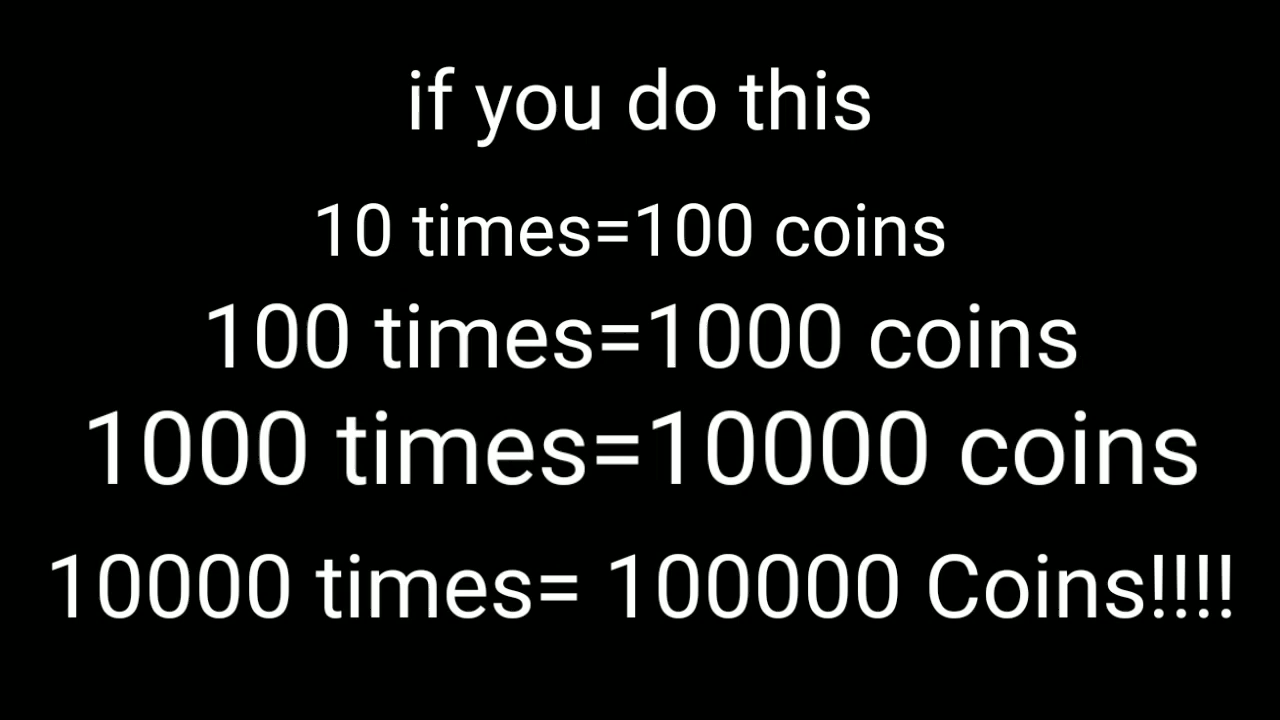 if you do this
10 times=100 coins
100 times=1000 coins
1000 times=10000 coins
10000 times= 100000 Coins!!!!